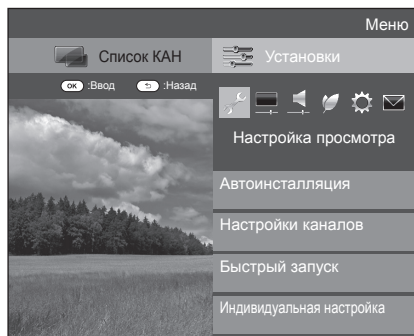 Меню
Список КАН
Установки
OK :Ввод :Назад
Настройка просмотра
Автоинсталляция
Настройки каналов
Быстрый запуск
Индивидуальная настройка